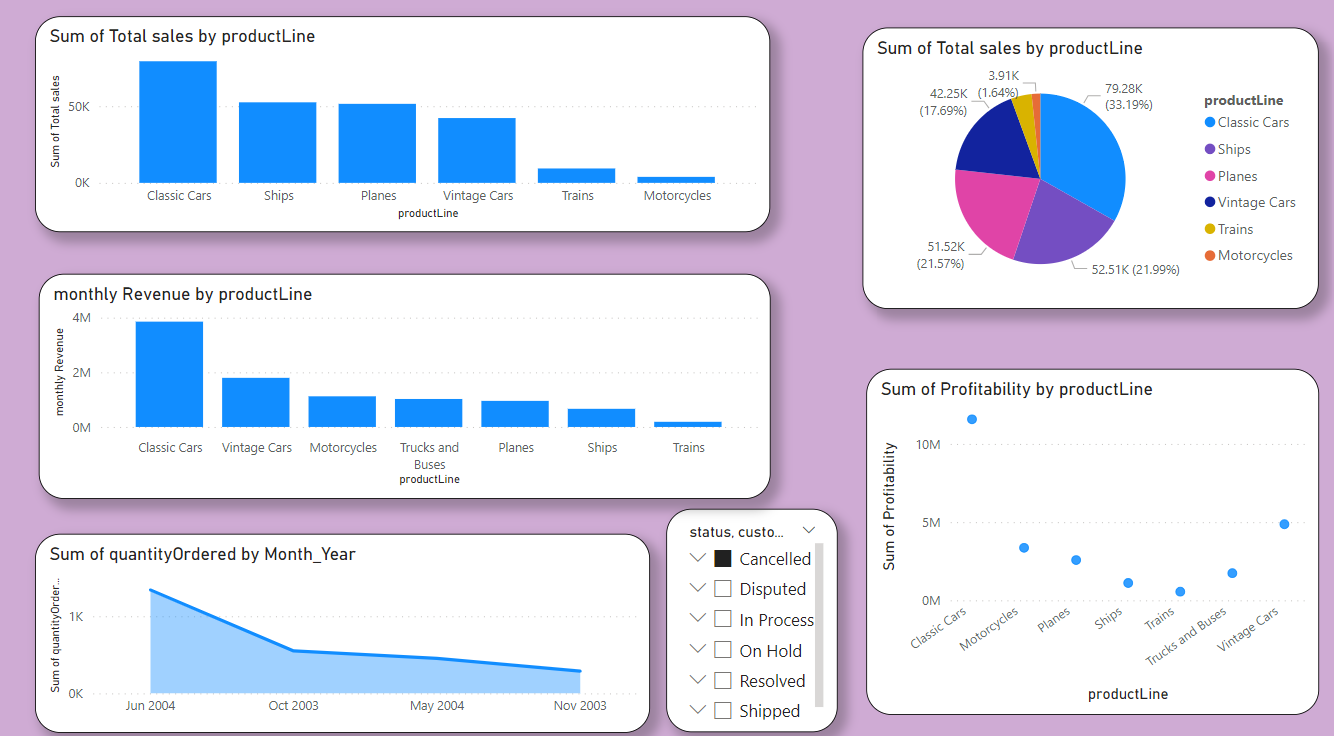 Sum of Total sales by productLine
Sum of Total sales
50K
0K
Classic Cars
Ships
Planes
Vintage Cars
Trains
Motorcycles
productLine
Sum of Total sales by productLine
3.91K
(1.64%)
42.25K
(17.69%)
79.28K
(33.19%)
51.52K
(21.57%)
52.51K (21.99%)
productLine
Classic Cars
Ships
Planes
Vintage Cars
Trains
Motorcycles
monthly Revenue by productLine
monthly Revenue
4M
2M
0M
Classic Cars
Vintage Cars
Motorcycles
Trucks and
Buses
Planes
Ships
Trains
productLine
Sum of Profitability by productLine
Sum of Profitability
10M
5M
0M
Classic Cars
Motorcycles
Planes
Ships
Trains
Trucks and Buses
Vintage Cars
productLine
Sum of quantityOrdered by Month_Year
Sum of quantityOrder...
1K
0K
Jun 2004
Oct 2003
May 2004
Nov 2003
status, custo...
Cancelled
Disputed
In Process
On Hold
Resolved
Shipped